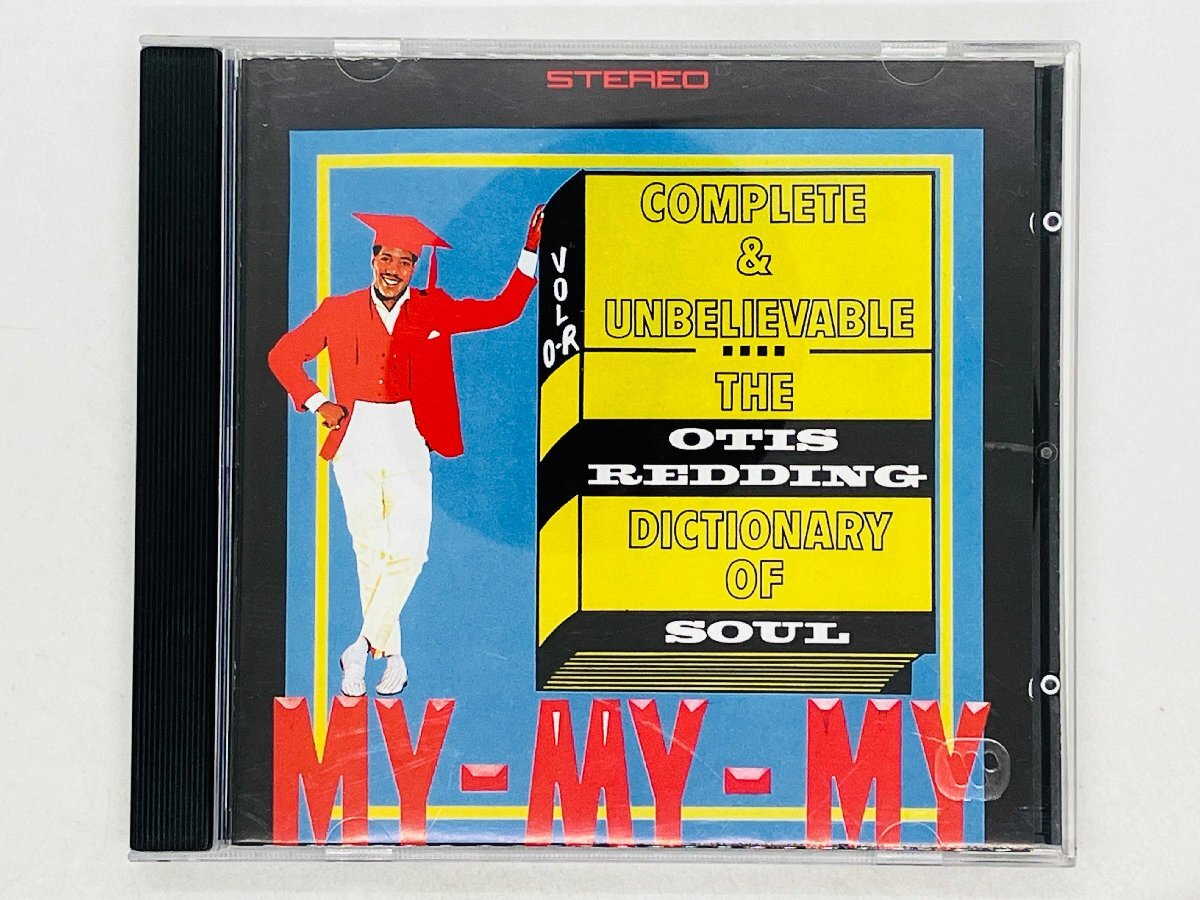 STEREO
VOL
O-R
COMPLETE
&
UNBELIEVABLE
....
THE
OTIS
REDDING
DICTIONARY
OF
SOUL
MY-MY-MY